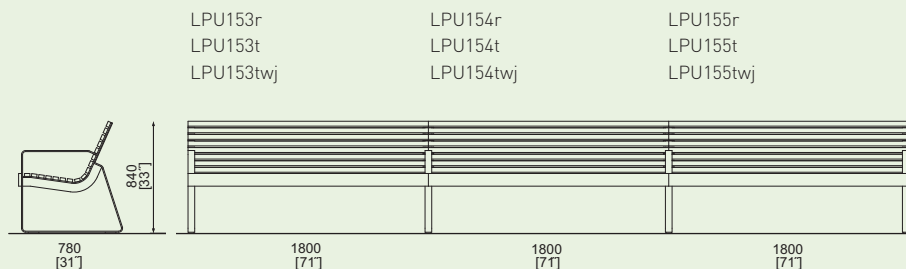 LPU153r LPU154r LPU155r
LPU153t LPU154t LPU155t
LPU153twj LPU154twj LPU155twj
840
[33˝]
780 1800 1800 1800
[31˝] [71˝] [71˝] [71˝]